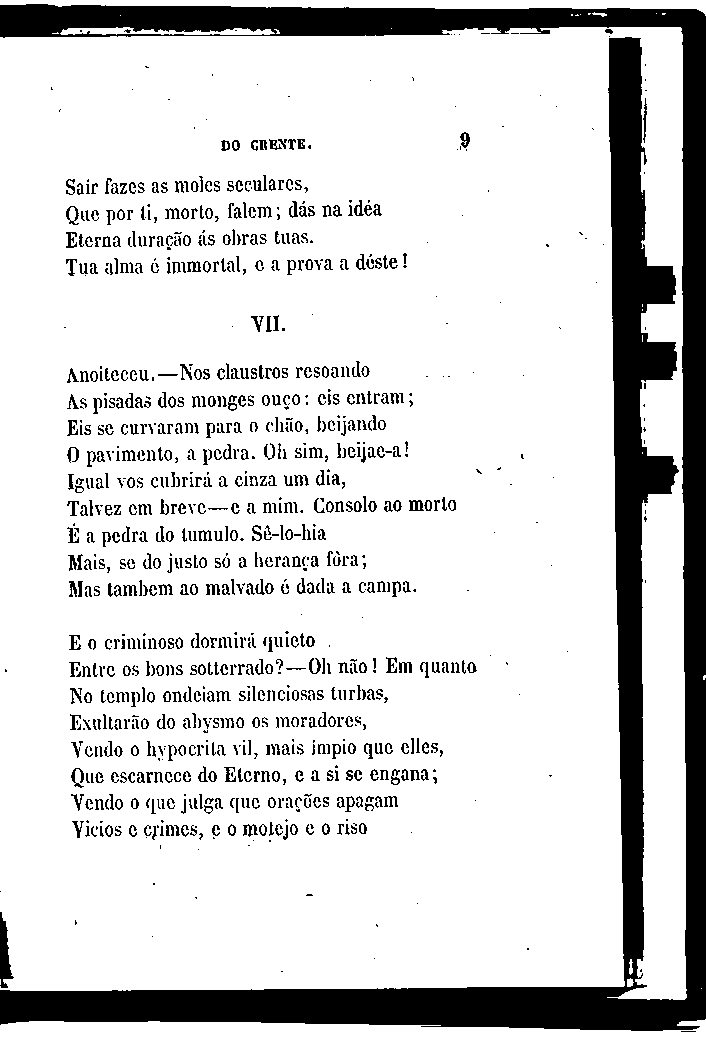 DO CRENTE. 9
Sair fazes as moles seculares,
Que por ti, morto, falem; dás na idéa
Eterna duração ás obras tuas.
Tua alma é immortal, e a prova a déste!
VII.
Anoiteceu.—Nos claustros resoando
As pisadas dos monges ouço: eis entram;
Eis se curvaram para o chão, beijando
O pavimento, a pedra. Oh sim, beijae-a!
Igual vos cubrirá a cinza um dia,
Talvez em breve—e a mim. Consolo ao morto
É a pedra do tumulo. Sê-lo-hia
Mais, se do justo só a herança fôra;
Mas tambem ao malvado é dada a campa.
E o criminoso dormirá quieto
Entre os bons sotterrado?—Oh não! Em quanto
No templo ondeiam silenciosas turbas,
Exultarão do abysmo os moradores,
Vendo o hypocrita vil, mais impio que elles,
Que escarnece do Eterno, e a si se engana;
Vendo o que julga que orações apagam
Vicios e crimes, e o motejo e o riso